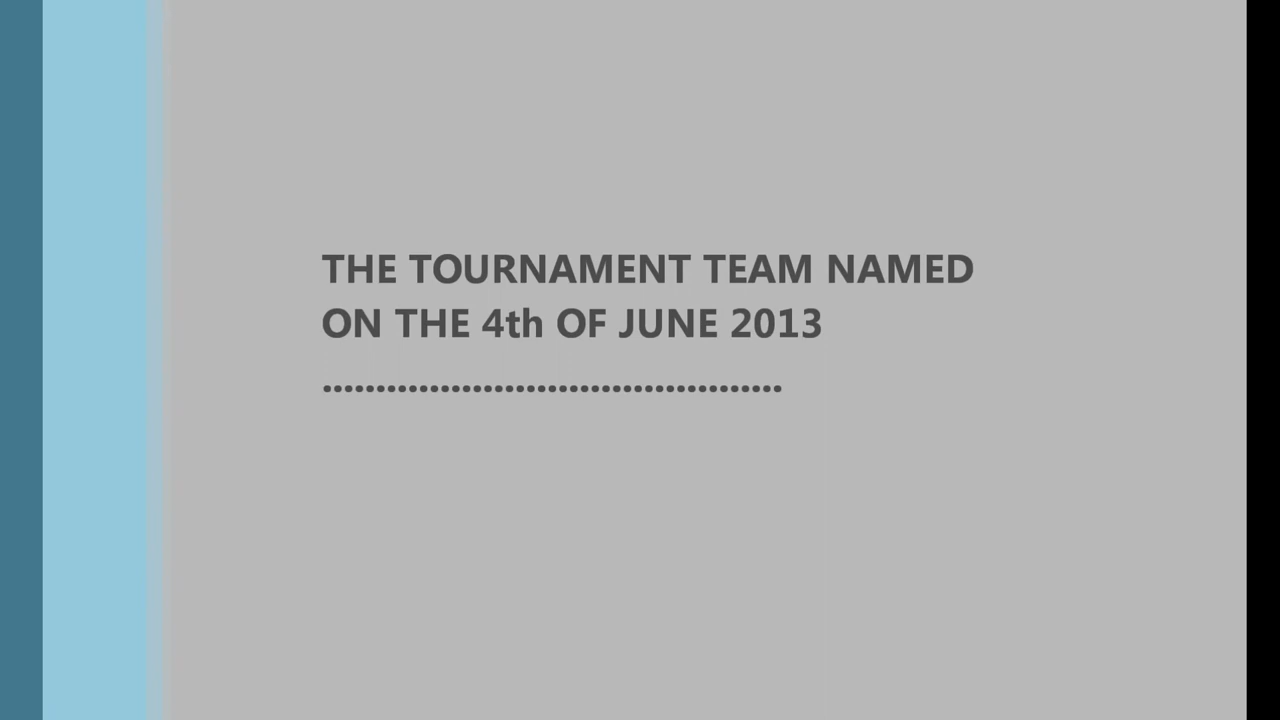 THE TOURNAMENT TEAM NAMED
ON THE 4th OF JUNE 2013
...........................................